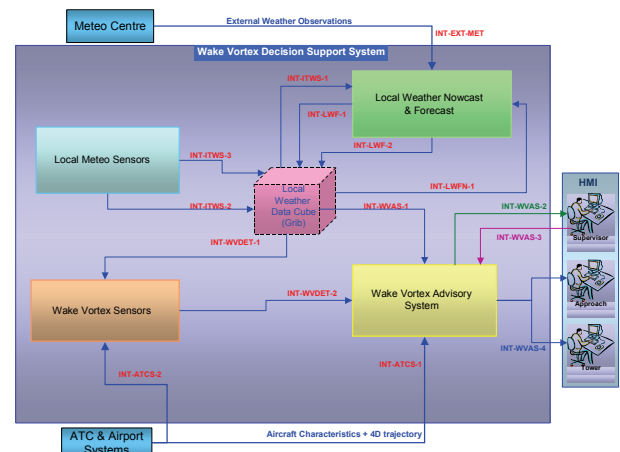 Meteo Centre
External Weather Observations
INT-EXT-MET
Wake Vortex Decision Support System
INT-ITWS-1
Local Weather Nowcast
& Forecast
INT-LWF-1
INT-LWF-2
Local Meteo Sensors
INT-ITWS-3
INT-LWFN-1
Local
Weather
Data Cube
(Grib)
INT-ITWS-2
INT-WVAS-1
HMI
INT-WVAS-2
Supervisor
INT-WVAS-3
INT-WVDET-1
Wake Vortex Sensors
INT-WVDET-2
Wake Vortex Advisory
System
Approach
INT-WVAS-4
Tower
INT-ATCS-2
INT-ATCS-1
ATC & Airport
Systems
Aircraft Characteristics + 4D trajectory